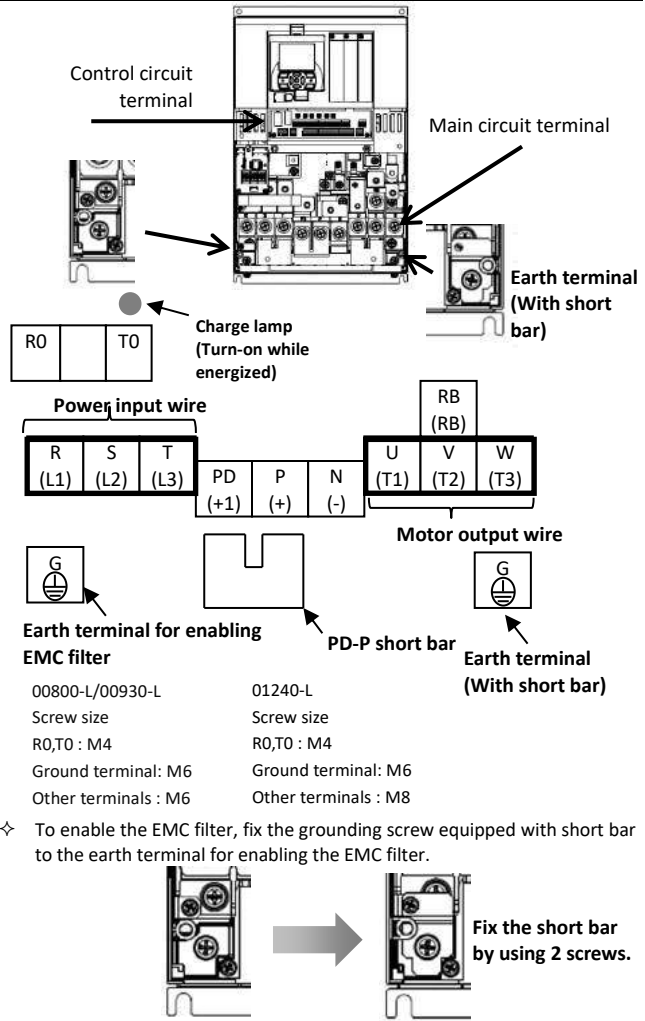 Control circuit
terminal
Main circuit terminal
Earth terminal
(With short
bar)
Charge lamp
(Turn-on while
energized)
R0 T0
Power input wire
RB
(RB)
R S T
(L1) (L2) (L3)
PD P N
(+1) (+) (-)
U V W
(T1) (T2) (T3)
Motor output wire
G
G
Earth terminal for enabling
EMC filter
PD-P short bar
Earth terminal
(With short bar)
00800-L/00930-L
Screw size
R0,T0 : M4
Ground terminal: M6
Other terminals : M6
01240-L
Screw size
R0,T0 : M4
Ground terminal: M6
Other terminals : M8
✧ To enable the EMC filter, fix the grounding screw equipped with short bar
to the earth terminal for enabling the EMC filter.
Fix the short bar
by using 2 screws.